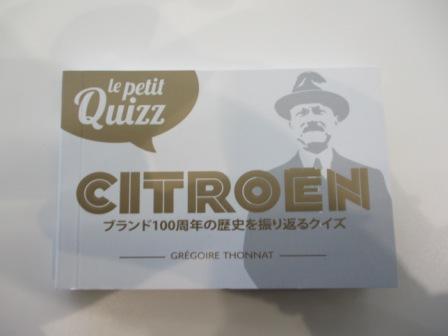 le petit
Quizz
CITROEN
ブランド100周年の歴史を振り返るクイズ
GRÉGOIRE THONNAT